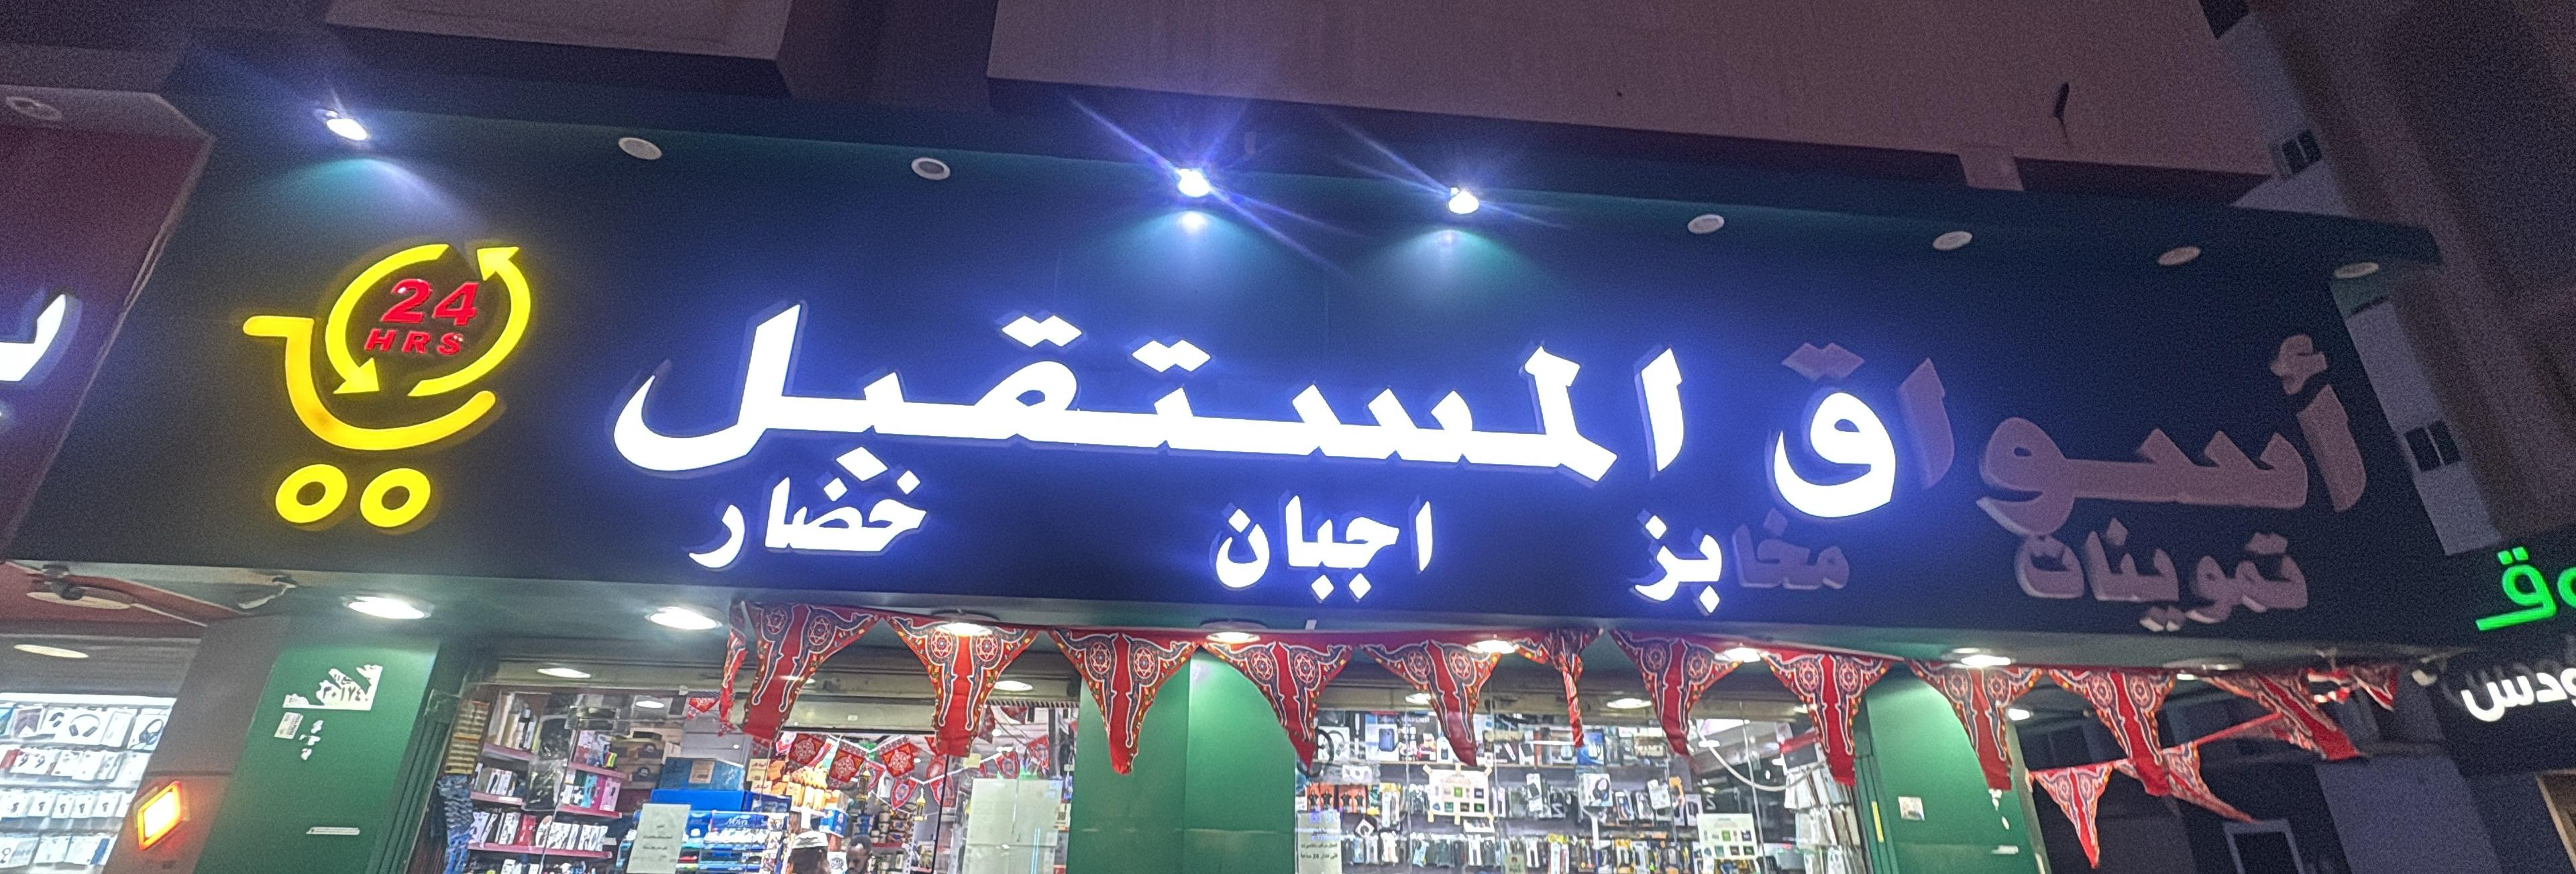 أسواق المستقبل
24
HRS
تموينات مخابز اجبان خضار